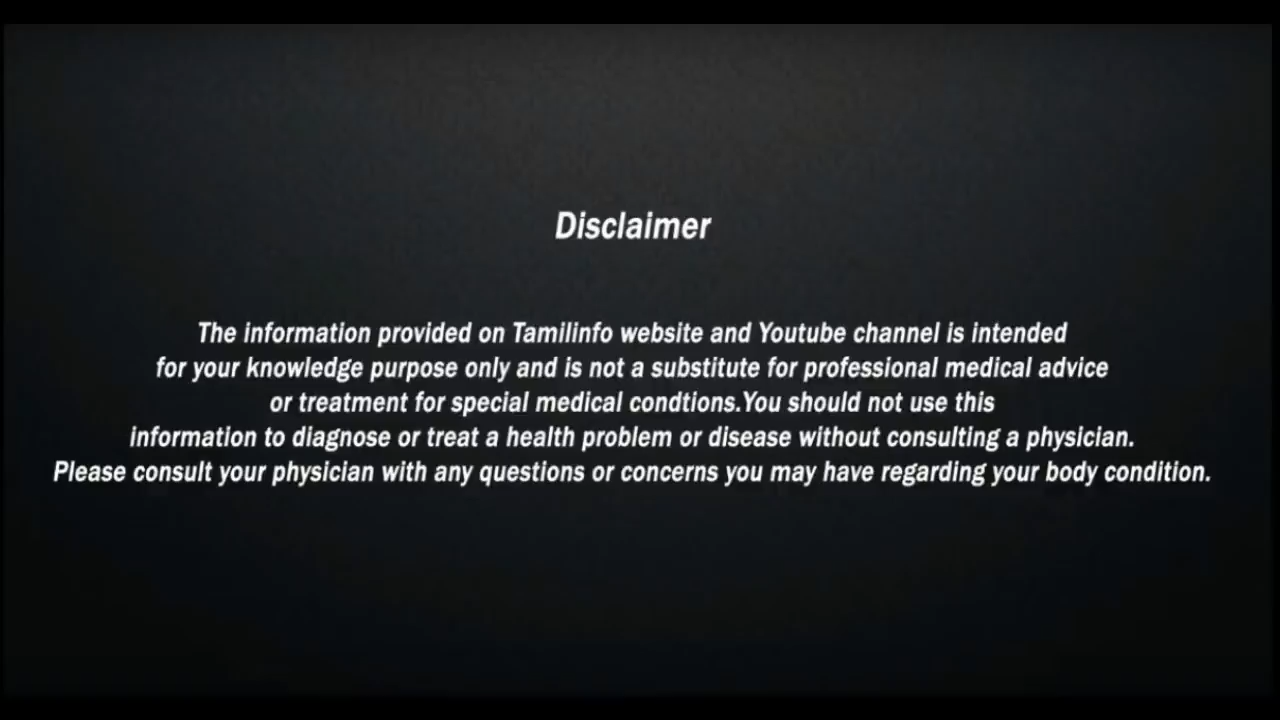 Disclaimer
The information provided on Tamilinfo website and Youtube channel is intended
for your knowledge purpose only and is not a substitute for professional medical advice
or treatment for special medical condtions.You should not use this
information to diagnose or treat a health problem or disease without consulting a physician.
Please consult your physician with any questions or concerns you may have regarding your body condition.